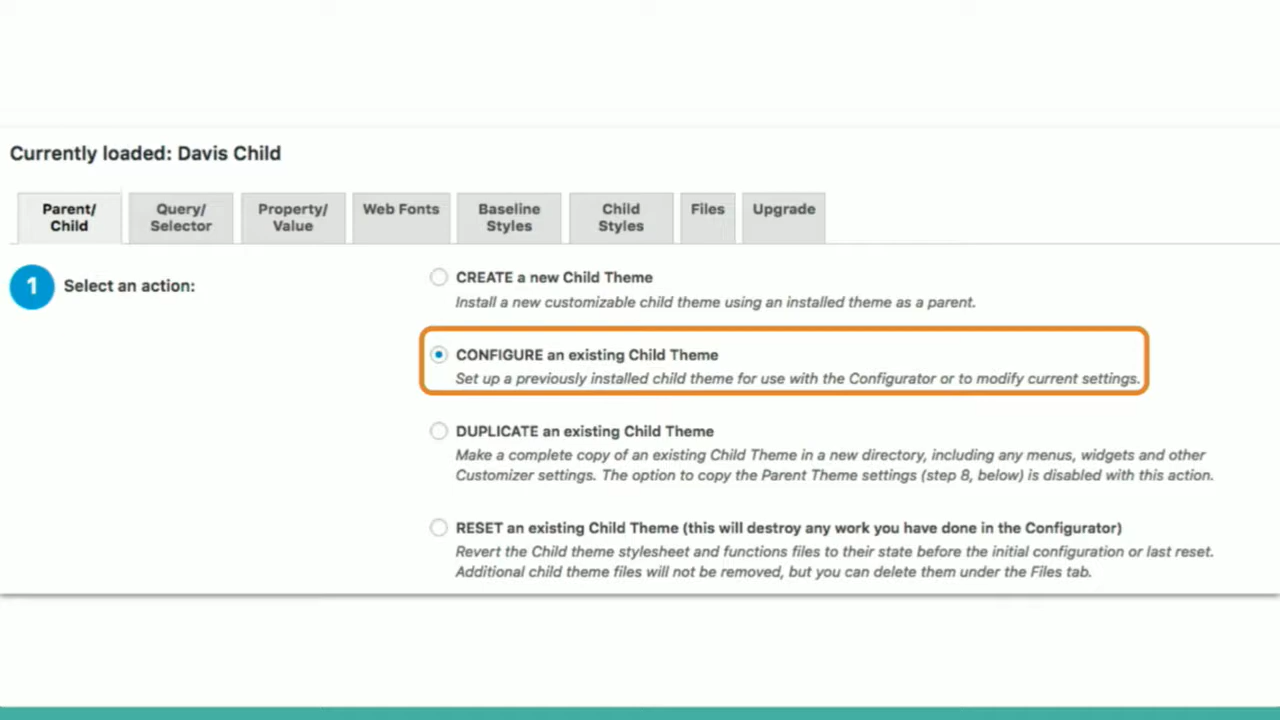 Currently loaded: Davis Child
Parent/
Child
Query/
Selector
Property/
Value
Web Fonts
Baseline
Styles
Child
Styles
Files
Upgrade
1
Select an action:
CREATE a new Child Theme
Install a new customizable child theme using an installed theme as a parent.
CONFIGURE an existing Child Theme
Set up a previously installed child theme for use with the Configurator or to modify current settings.
DUPLICATE an existing Child Theme
Make a complete copy of an existing Child Theme in a new directory, including any menus, widgets and other
Customizer settings. The option to copy the Parent Theme settings (step 8, below) is disabled with this action.
RESET an existing Child Theme (this will destroy any work you have done in the Configurator)
Revert the Child theme stylesheet and functions files to their state before the initial configuration or last reset.
Additional child theme files will not be removed, but you can delete them under the Files tab.